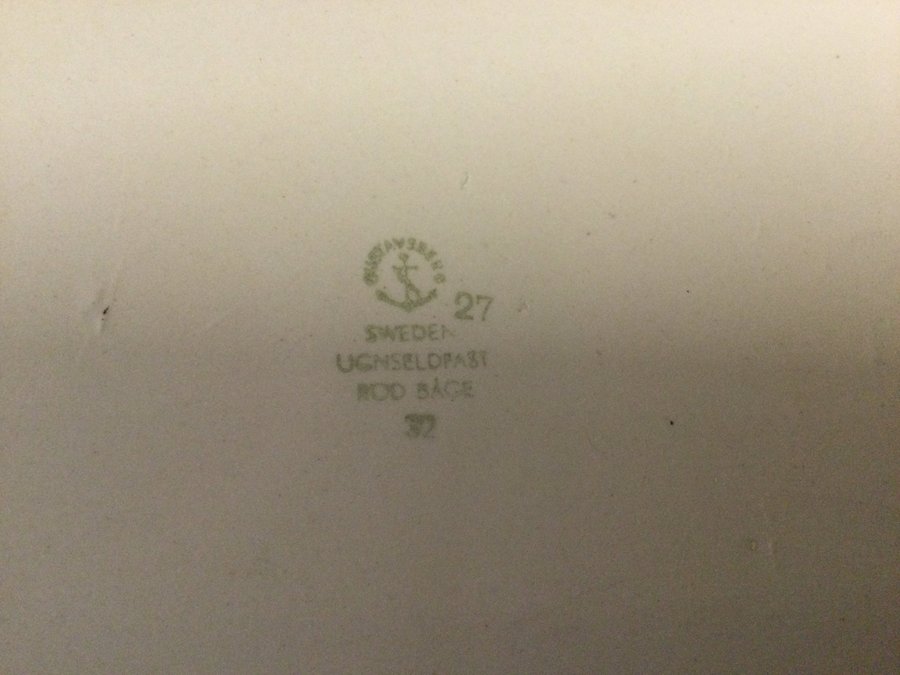 GUSTAVSBERG
27
SWEDEN
UGNSELDFAST
RÖD BÅGE
32